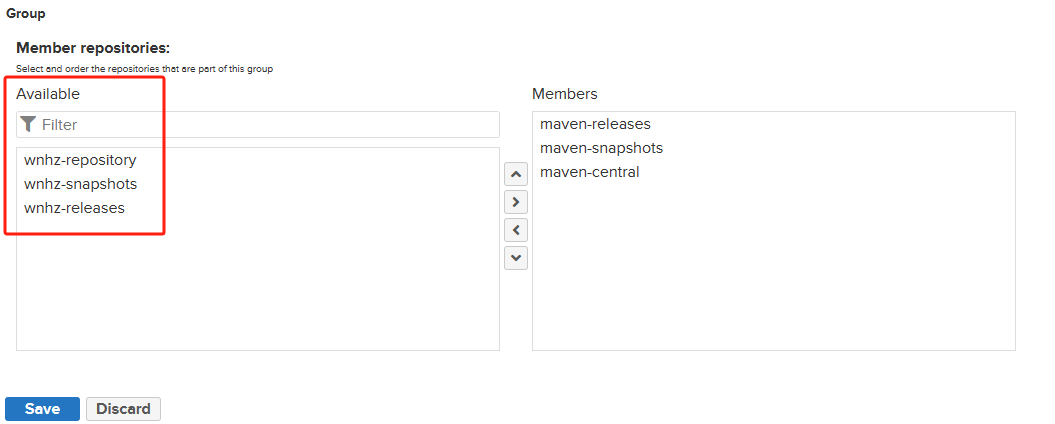 Group
Member repositories:
Select and order the repositories that are part of this group
Available
Filter
wnhz-repository
wnhz-snapshots
wnhz-releases
Members
maven-releases
maven-snapshots
maven-central
Save
Discard